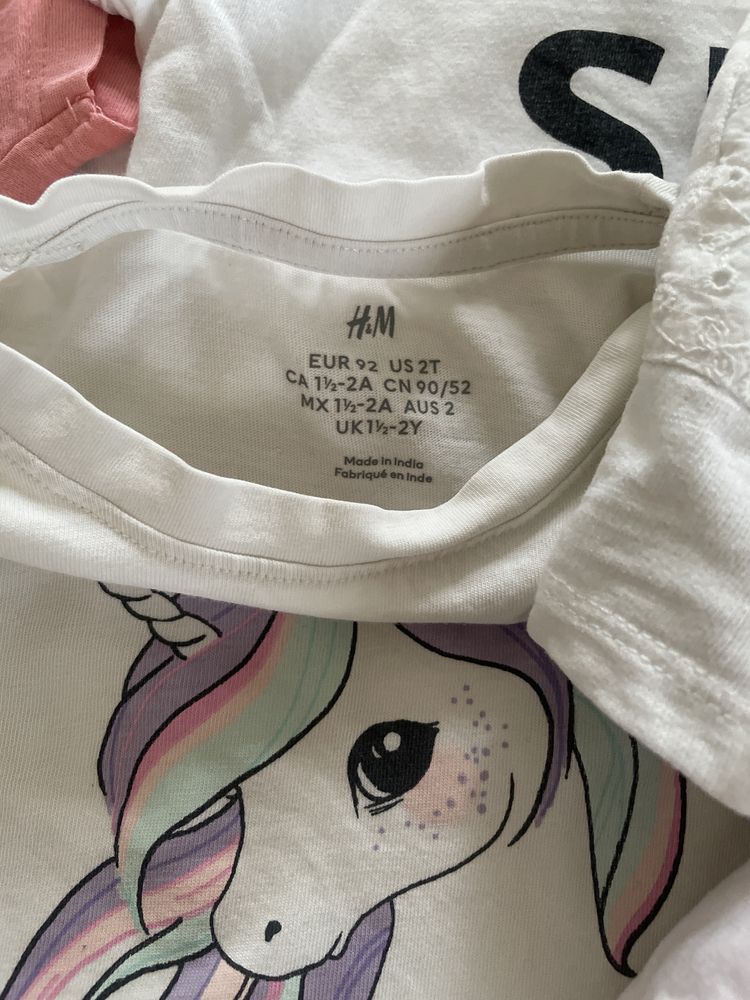 S
H&M
EUR 92 US 2T
CA 1½-2A CN 90/52
MX 1½-2A AUS 2
UK 1½-2Y
Made in India
Fabriqué en Inde